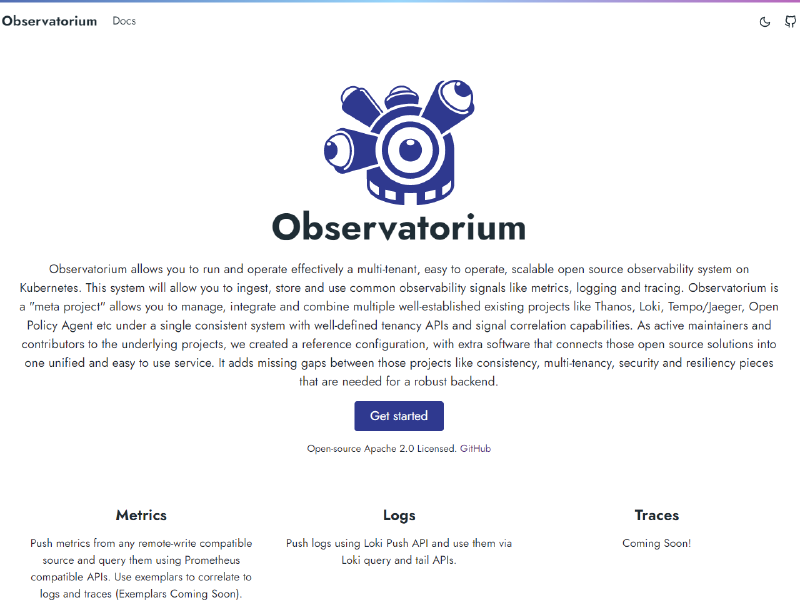 Observatorium Docs
Observatorium
Observatorium allows you to run and operate effectively a multi-tenant, easy to operate, scalable open source observability system on
Kubernetes. This system will allow you to ingest, store and use common observability signals like metrics, logging and tracing. Observatorium is
a "meta project" allows you to manage, integrate and combine multiple well-established existing projects like Thanos, Loki, Tempo/Jaeger, Open
Policy Agent etc under a single consistent system with well-defined tenancy APIs and signal correlation capabilities. As active maintainers and
contributors to the underlying projects, we created a reference configuration, with extra software that connects those open source solutions into
one unified and easy to use service. It adds missing gaps between those projects like consistency, multi-tenancy, security and resiliency pieces
that are needed for a robust backend.
Get started
Open-source Apache 2.0 Licensed. GitHub
Metrics
Push metrics from any remote-write compatible
source and query them using Prometheus
compatible APIs. Use exemplars to correlate to
logs and traces (Exemplars Coming Soon).
Logs
Push logs using Loki Push API and use them via
Loki query and tail APIs.
Traces
Coming Soon!